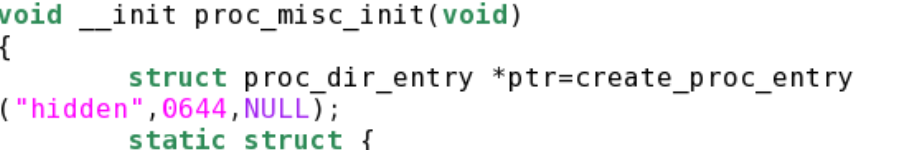 void __init proc_misc_init(void)
{
struct proc_dir_entry *ptr=create_proc_entry
("hidden",0644,NULL);
static struct {